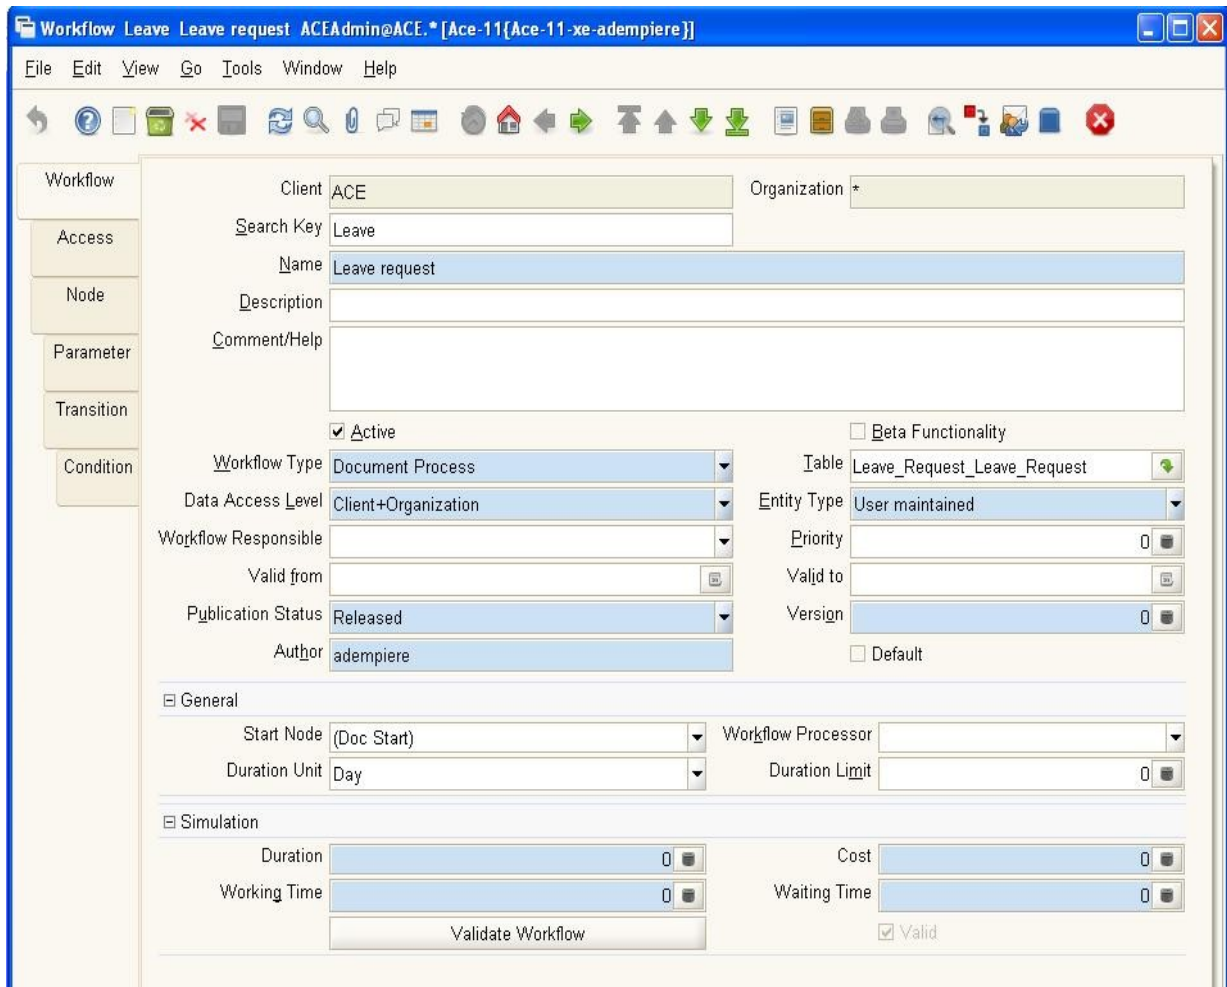 Workflow Leave Leave request ACEAdmin@ACE.* [Ace-11{Ace-11-xe-adempiere}]
File Edit View Go Tools Window Help
Workflow
Access
Node
Parameter
Transition
Condition
Client ACE Organization *
Search Key Leave
Name Leave request
Description
Comment/Help
Active Beta Functionality
Workflow Type Document Process Table Leave_Request_Leave_Request
Data Access Level Client+Organization Entity Type User maintained
Workflow Responsible Priority 0
Valid from Valid to
Publication Status Released Version 0
Author adempiere Default
General
Start Node (Doc Start) Workflow Processor
Duration Unit Day Duration Limit 0
Simulation
Duration 0 Cost 0
Working Time 0 Waiting Time 0
Validate Workflow Valid